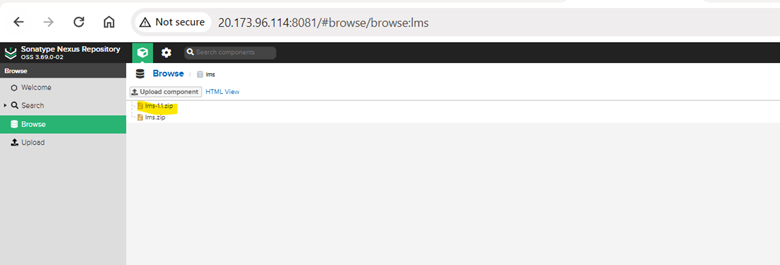 Not secure 20.173.96.114:8081/#browse/browse:lms
Sonatype Nexus Repository
OSS 3.69.0-02
Search components
Browse
Browse / lms
Welcome
Upload component HTML View
Search
lms-1.1.zip
lms.zip
Browse
Upload